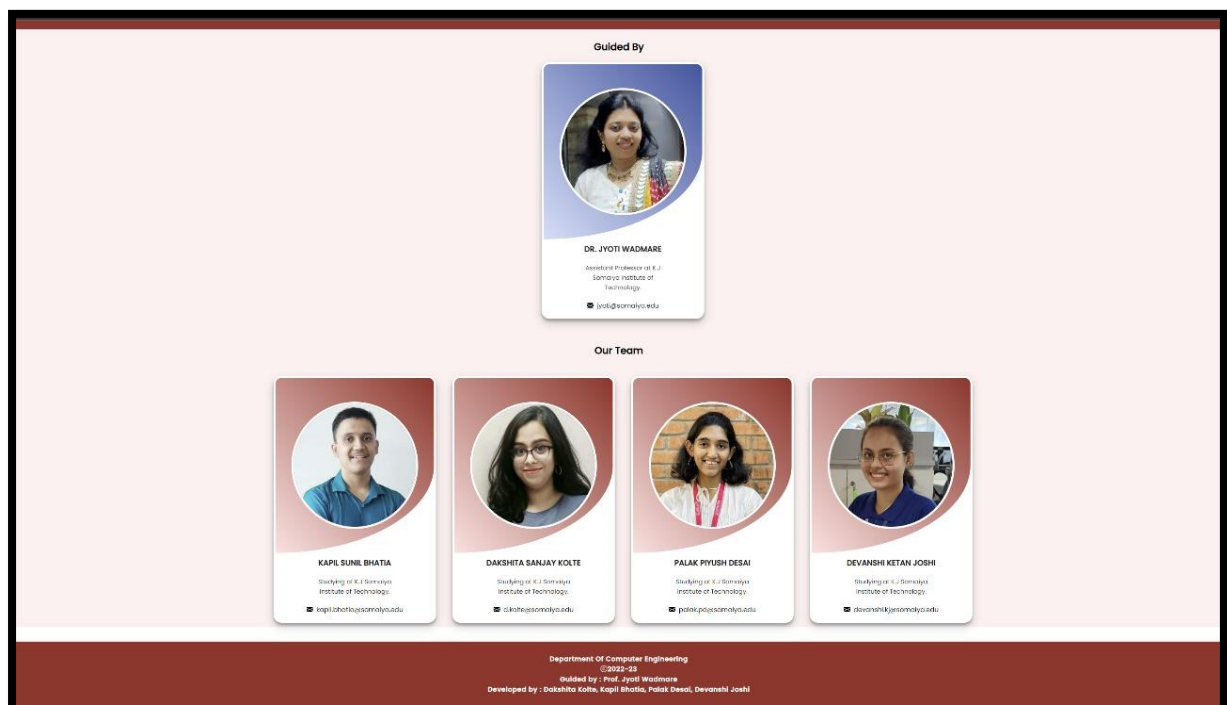 Guided By
DR. JYOTI WADMARE
Assistant Professor at K.J
Somaiya Institute of
Technology.
jyoti@somaiya.edu
Our Team
KAPIL SUNIL BHATIA
Studying at K.J Somaiya
Institute of Technology.
kapil.bhatia@somaiya.edu
DAKSHITA SANJAY KOLTE
Studying at K.J Somaiya
Institute of Technology.
d.kolte@somaiya.edu
PALAK PIYUSH DESAI
Studying at K.J Somaiya
Institute of Technology.
palak.pd@somaiya.edu
DEVANSHI KETAN JOSHI
Studying at K.J Somaiya
Institute of Technology.
devanshi.kj@somaiya.edu
Department Of Computer Engineering
©2022-23
Guided by : Prof. Jyoti Wadmare
Developed by : Dakshita Kolte, Kapil Bhatia, Palak Desai, Devanshi Joshi